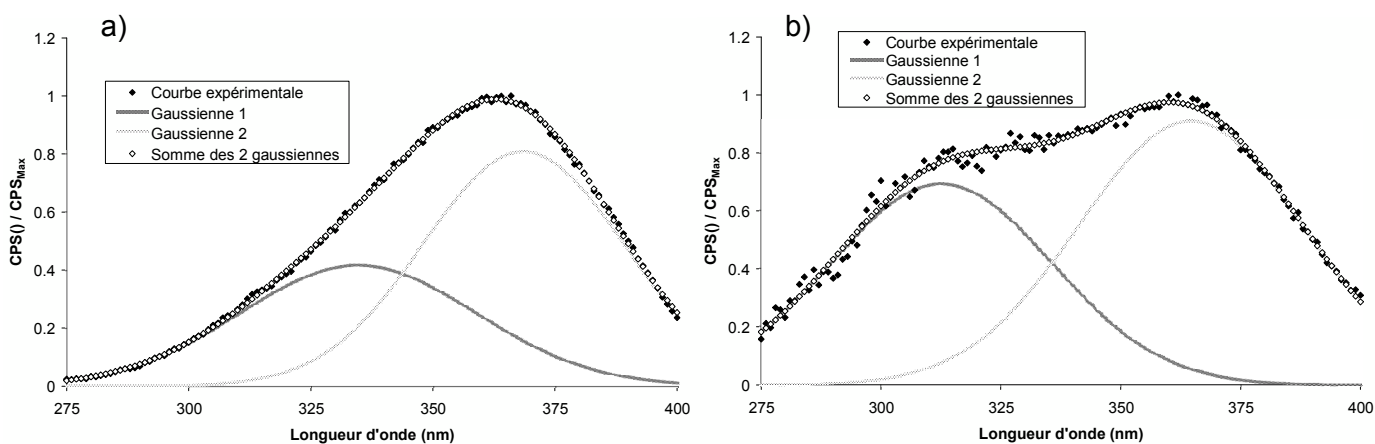 a)
1.2
1
0.8
0.6
0.4
0.2
0
CPS() / CPSMax
Courbe expérimentale
Gaussienne 1
Gaussienne 2
Somme des 2 gaussiennes
275 300 325 350 375 400
Longueur d'onde (nm)
b)
1.2
1
0.8
0.6
0.4
0.2
0
CPS() / CPSMax
Courbe expérimentale
Gaussienne 1
Gaussienne 2
Somme des 2 gaussiennes
275 300 325 350 375 400
Longueur d'onde (nm)